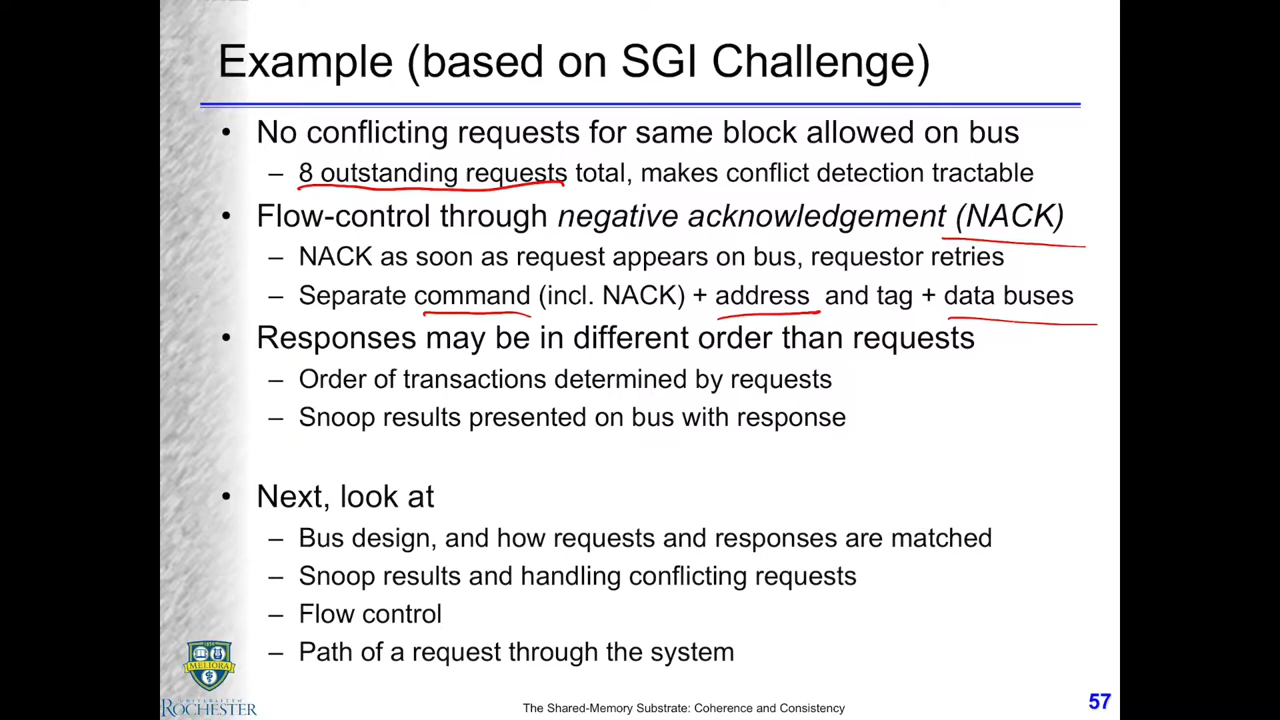 Example (based on SGI Challenge)
• No conflicting requests for same block allowed on bus
– 8 outstanding requests total, makes conflict detection tractable
• Flow-control through negative acknowledgement (NACK)
– NACK as soon as request appears on bus, requestor retries
– Separate command (incl. NACK) + address and tag + data buses
• Responses may be in different order than requests
– Order of transactions determined by requests
– Snoop results presented on bus with response
• Next, look at
– Bus design, and how requests and responses are matched
– Snoop results and handling conflicting requests
– Flow control
– Path of a request through the system
MELIORA
UNIVERSITY of
ROCHESTER
The Shared-Memory Substrate: Coherence and Consistency
57